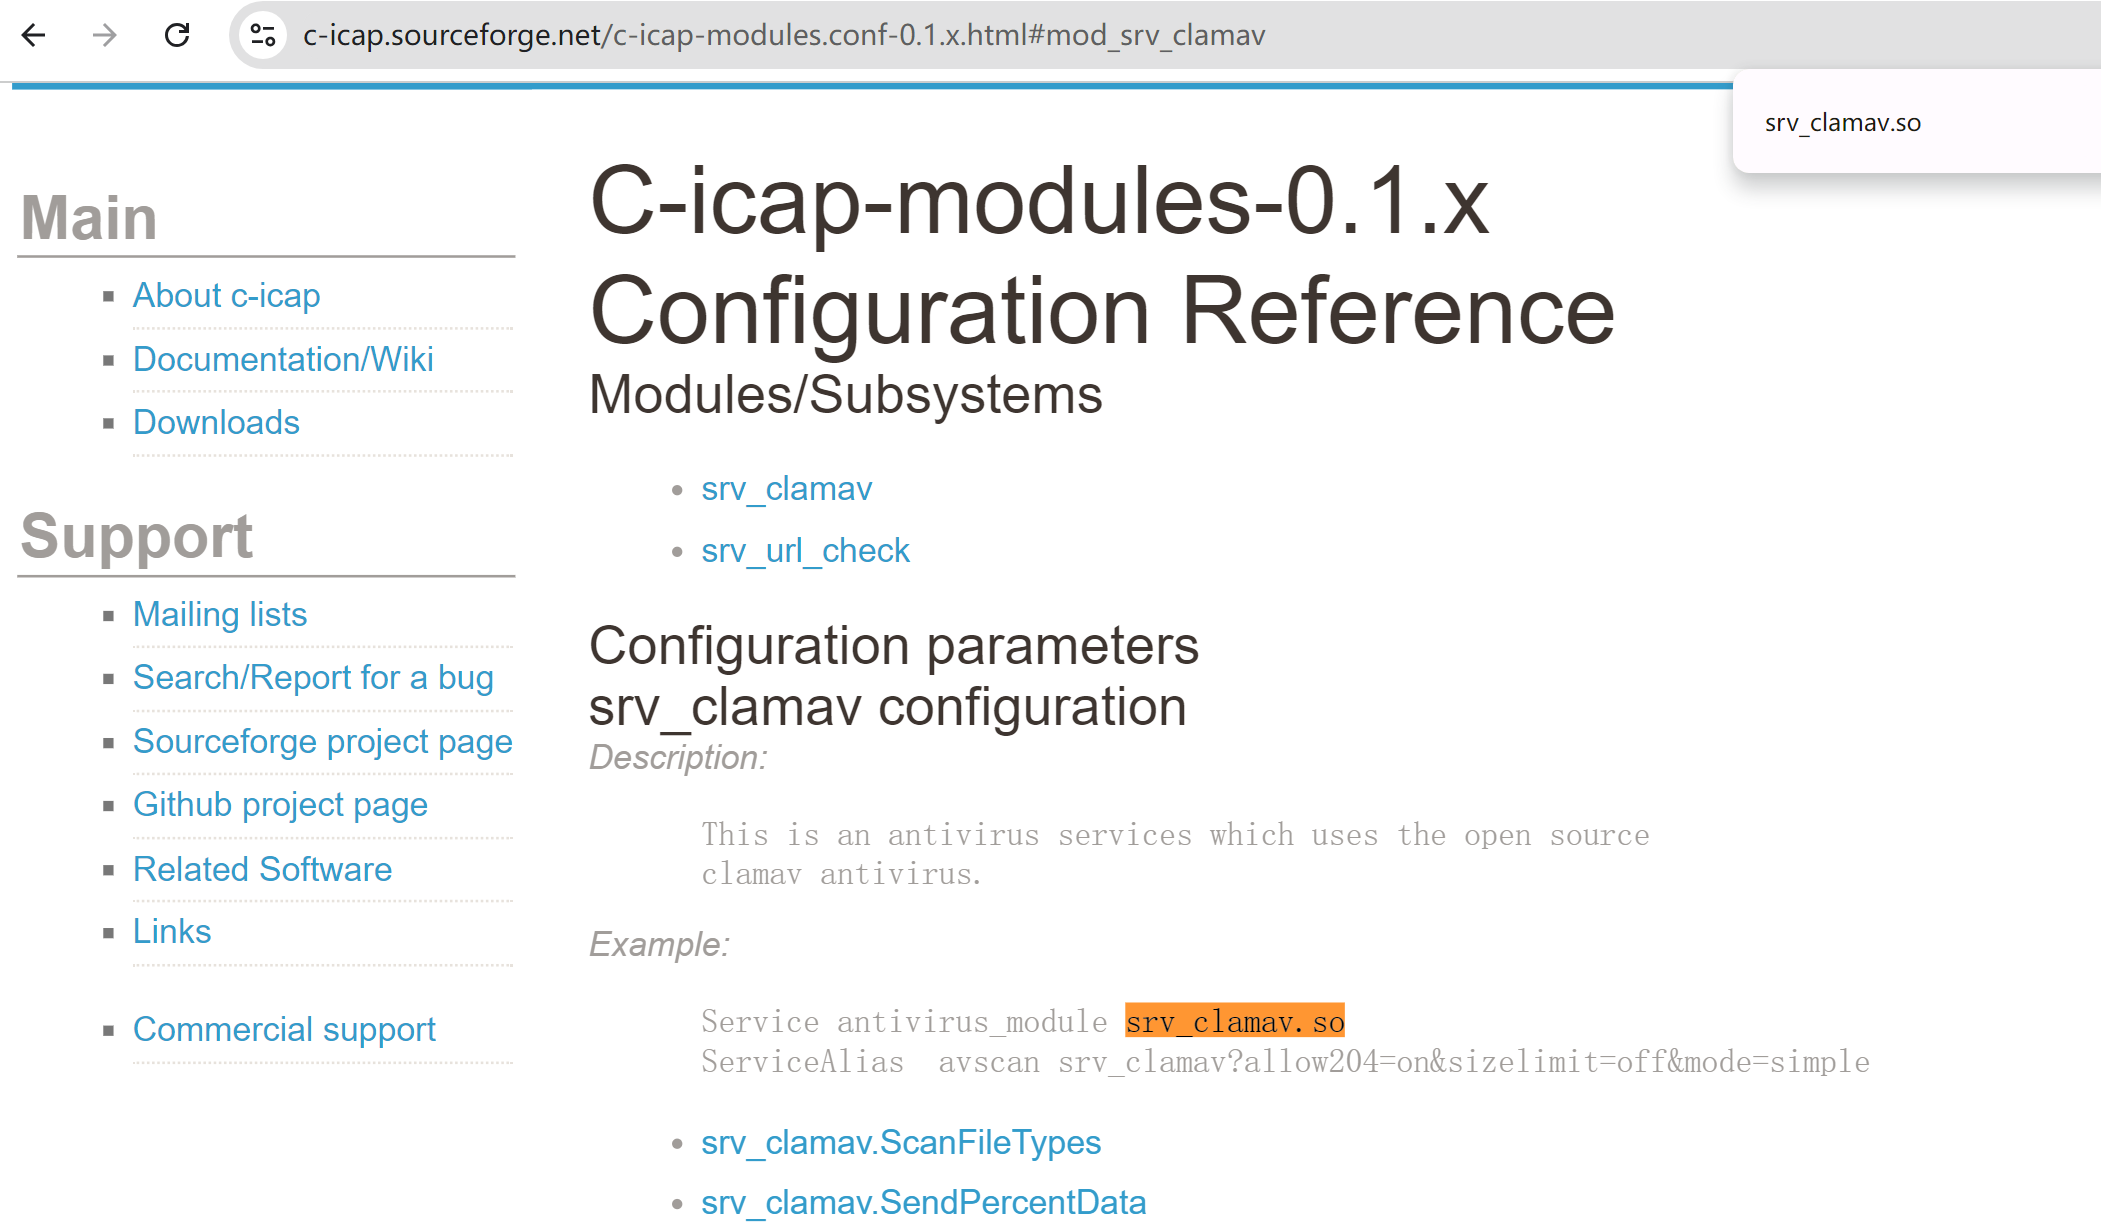 c-icap.sourceforge.net/c-icap-modules.conf-0.1.x.html#mod_srv_clamav
srv_clamav.so
Main
About c-icap
Documentation/Wiki
Downloads
Support
Mailing lists
Search/Report for a bug
Sourceforge project page
Github project page
Related Software
Links
Commercial support
C-icap-modules-0.1.x
Configuration Reference
Modules/Subsystems
srv_clamav
srv_url_check
Configuration parameters
srv_clamav configuration
Description:
This is an antivirus services which uses the open source
clamav antivirus.
Example:
Service antivirus_module srv_clamav.so
ServiceAlias  avscan srv_clamav?allow204=on&sizelimit=off&mode=simple
srv_clamav.ScanFileTypes
srv_clamav.SendPercentData